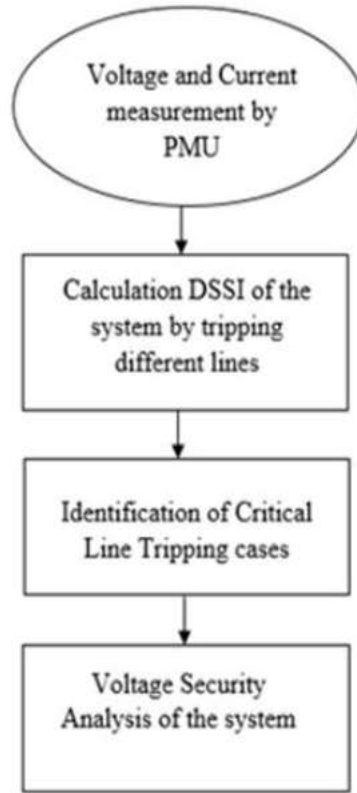 Voltage and Current
measurement by
PMU
Calculation DSSI of the
system by tripping
different lines
Identification of Critical
Line Tripping cases
Voltage Security
Analysis of the system